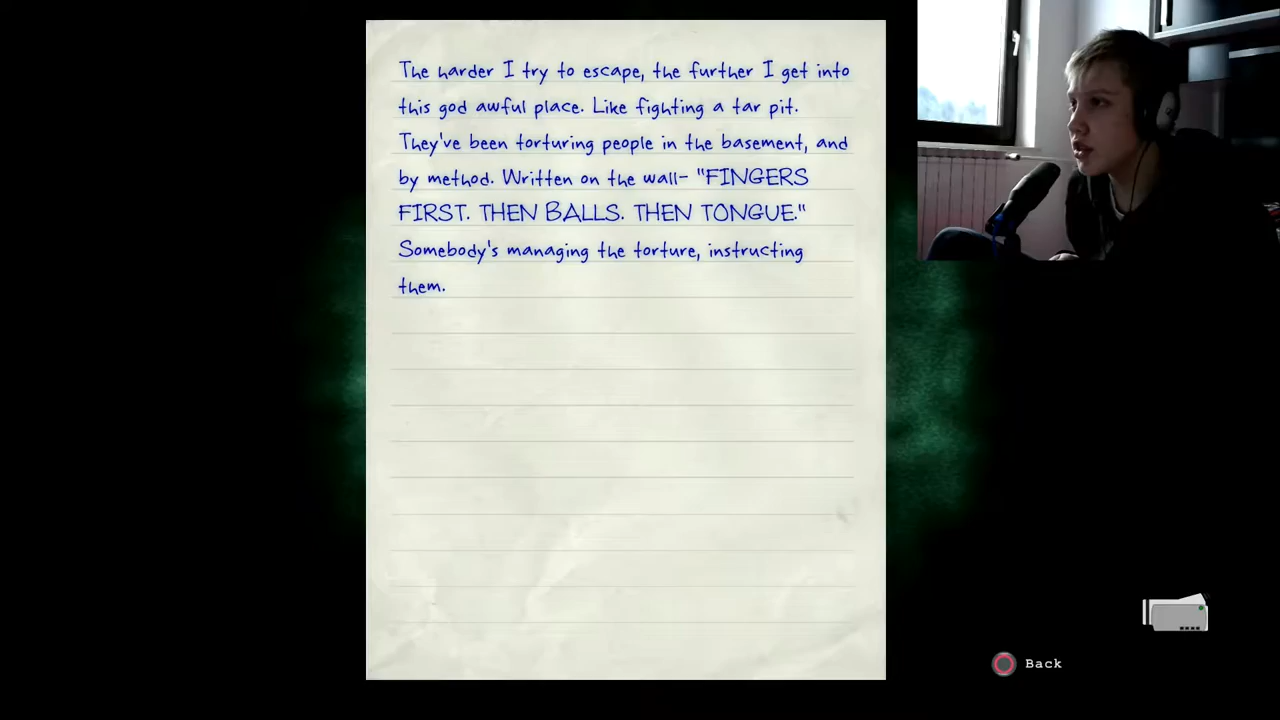 The harder I try to escape, the further I get into
this god awful place. Like fighting a tar pit.
They've been torturing people in the basement, and
by method. Written on the wall- "FINGERS
FIRST. THEN BALLS. THEN TONGUE."
Somebody's managing the torture, instructing
them.
Back